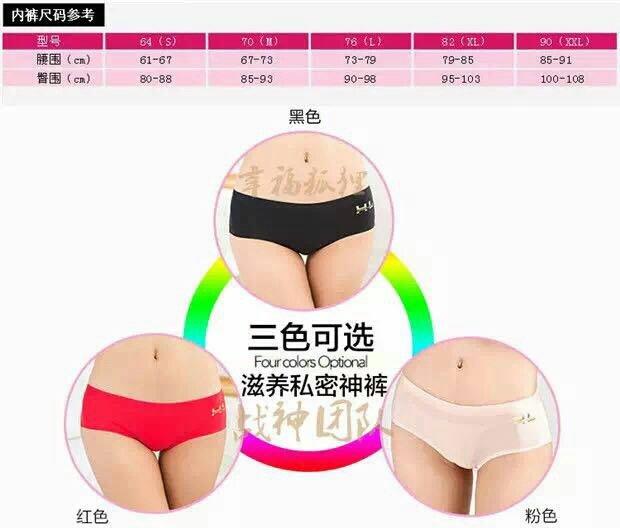 内裤尺码参考
型号 64（S） 70（M） 76（L） 82（XL） 90（XXL）
腰围（cm） 61-67 67-73 73-79 79-85 85-91
臀围（cm） 80-88 85-93 90-98 95-103 100-108
黑色
幸福狐狸
三色可选
Four colors Optional
滋养私密神裤
战神团队
红色
粉色